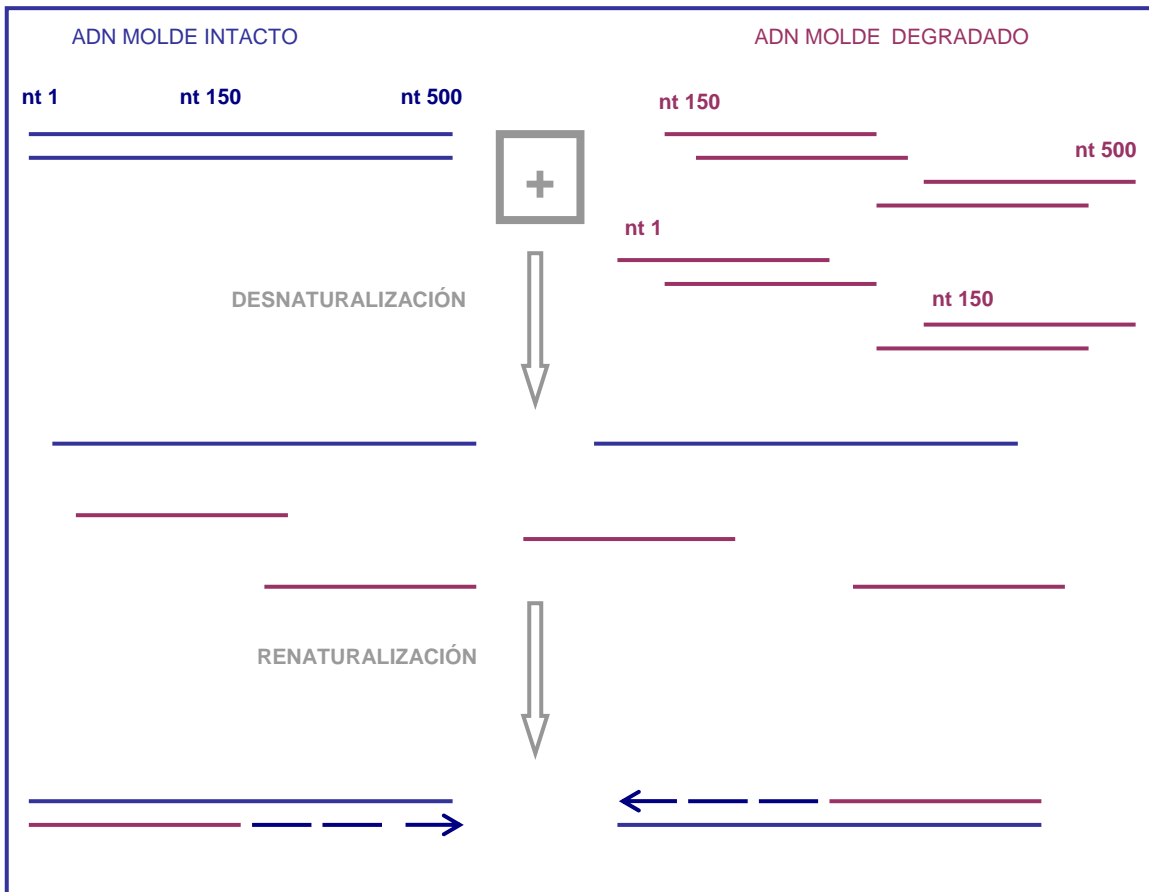 ADN MOLDE INTACTO
ADN MOLDE DEGRADADO
nt 1
nt 150
nt 500
nt 150
nt 500
+
nt 1
DESNATURALIZACIÓN
nt 150
RENATURALIZACIÓN